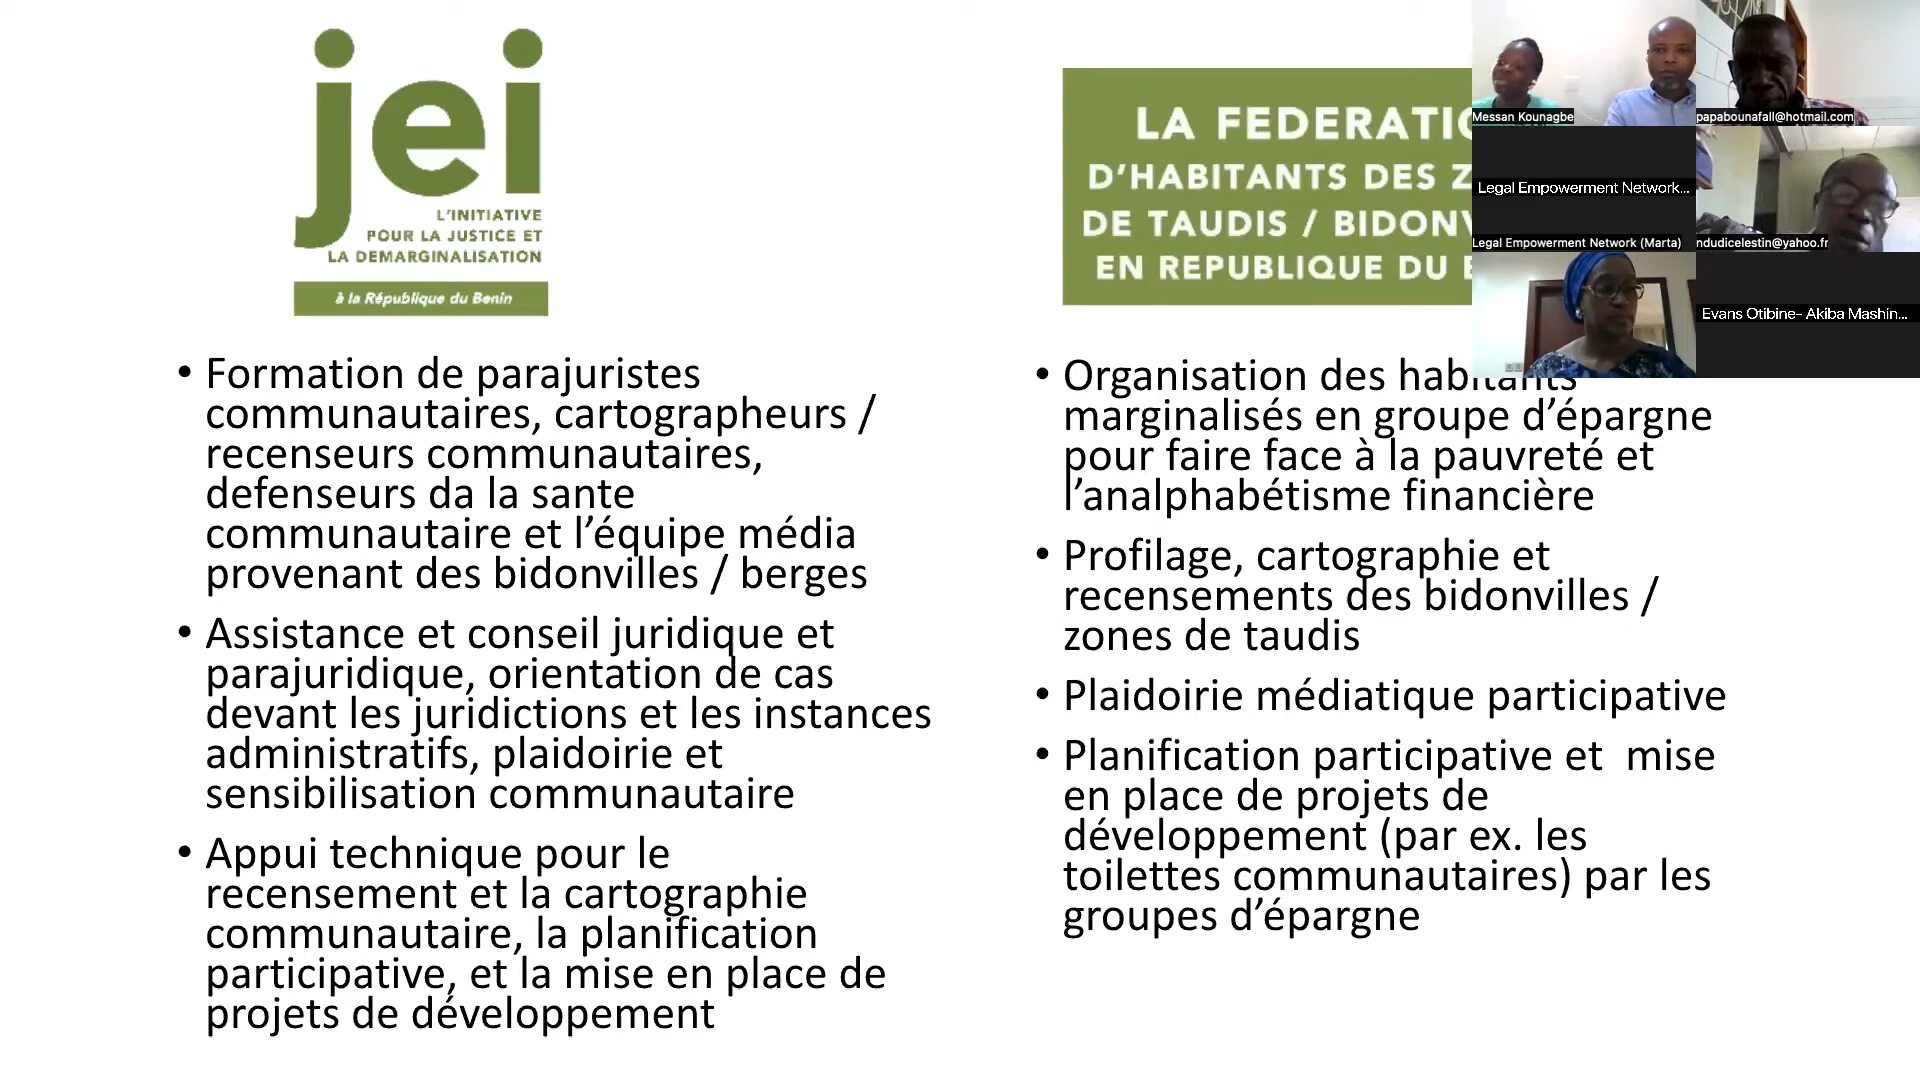 jei
L'INITIATIVE
POUR LA JUSTICE ET
LA DEMARGINALISATION
à la République du Benin
• Formation de parajuristes
communautaires, cartographeurs /
recenseurs communautaires,
defenseurs da la sante
communautaire et l'équipe média
provenant des bidonvilles / berges
• Assistance et conseil juridique et
parajuridique, orientation de cas
devant les juridictions et les instances
administratifs, plaidoirie et
sensibilisation communautaire
• Appui technique pour le
recensement et la cartographie
communautaire, la planification
participative, et la mise en place de
projets de développement
LA FEDERATIO
D'HABITANTS DES Z
DE TAUDIS / BIDONV
EN REPUBLIQUE DU
• Organisation des habitants
marginalisés en groupe d'épargne
pour faire face à la pauvreté et
l'analphabétisme financière
• Profilage, cartographie et
recensements des bidonvilles /
zones de taudis
• Plaidoirie médiatique participative
• Planification participative et  mise
en place de projets de
développement (par ex. les
toilettes communautaires) par les
groupes d'épargne
Messan Kounagbe
papabounafall@hotmail.com
Legal Empowerment Network...
Legal Empowerment Network (Marta)
ndudicelestin@yahoo.fr
Evans Otibine- Akiba Mashin...